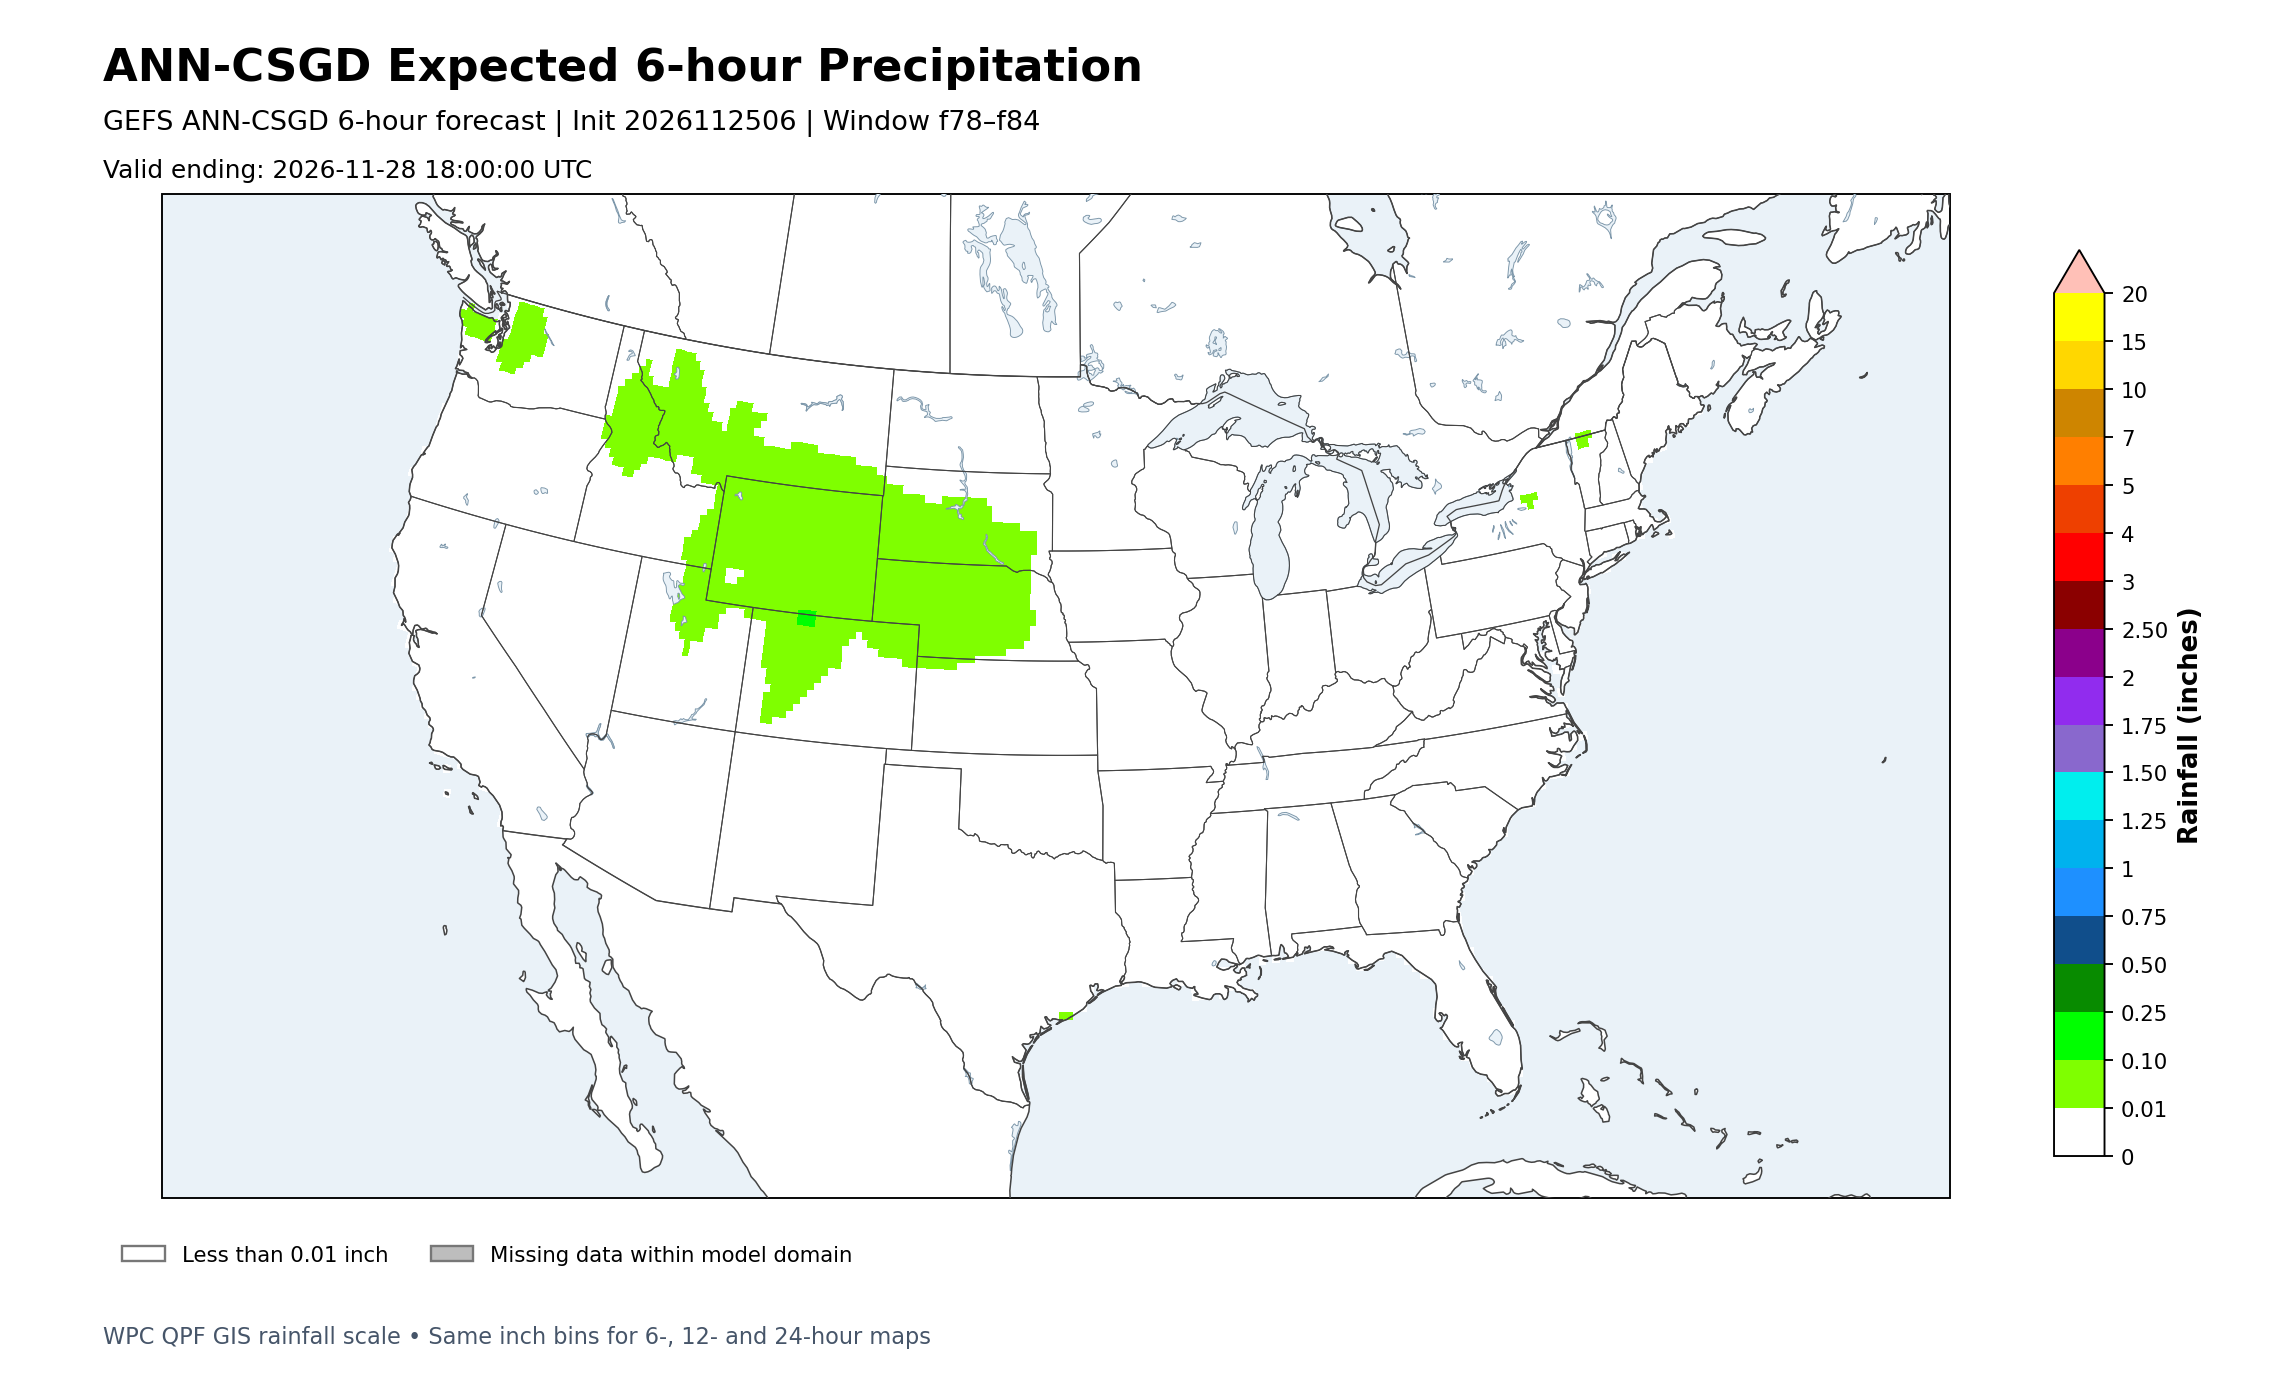 ANN-CSGD Expected 6-hour Precipitation
GEFS ANN-CSGD 6-hour forecast | Init 2026112506 | Window f78–f84
Valid ending: 2026-11-28 18:00:00 UTC
20
15
10
7
5
4
3
2.50
2
1.75
1.50
1.25
1
0.75
0.50
0.25
0.10
0.01
0
Rainfall (inches)
Less than 0.01 inch
Missing data within model domain
WPC QPF GIS rainfall scale • Same inch bins for 6-, 12- and 24-hour maps